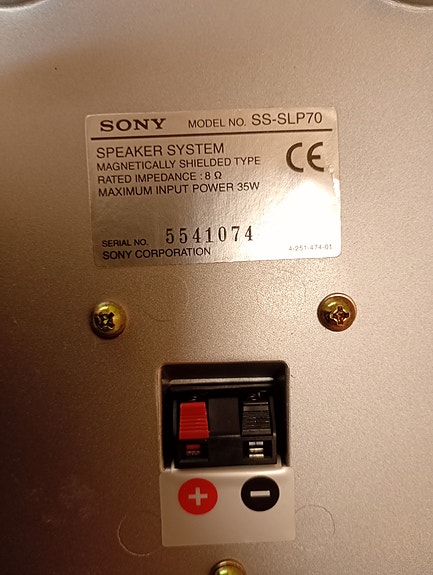 SONY MODEL NO. SS-SLP70
SPEAKER SYSTEM
MAGNETICALLY SHIELDED TYPE
RATED IMPEDANCE : 8 Ω
MAXIMUM INPUT POWER 35W
CE
SERIAL NO. 5541074
SONY CORPORATION 4-251-474-01
+ −